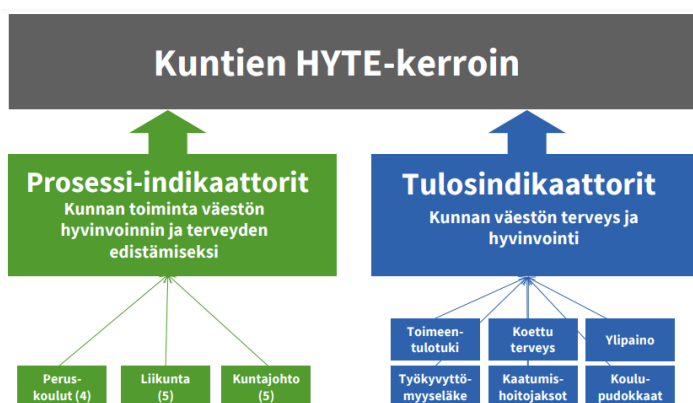 Kuntien HYTE-kerroin
Prosessi-indikaattorit
Kunnan toiminta väestön
hyvinvoinnin ja terveyden
edistämiseksi
Tulosindikaattorit
Kunnan väestön terveys ja
hyvinvointi
Toimeen-
tulotuki
Koettu
terveys
Ylipaino
Perus-
koulut (4)
Liikunta
(5)
Kuntajohto
(5)
Työkyvyttö-
myyseläke
Kaatumis-
hoitojaksot
Koulu-
pudokkaat